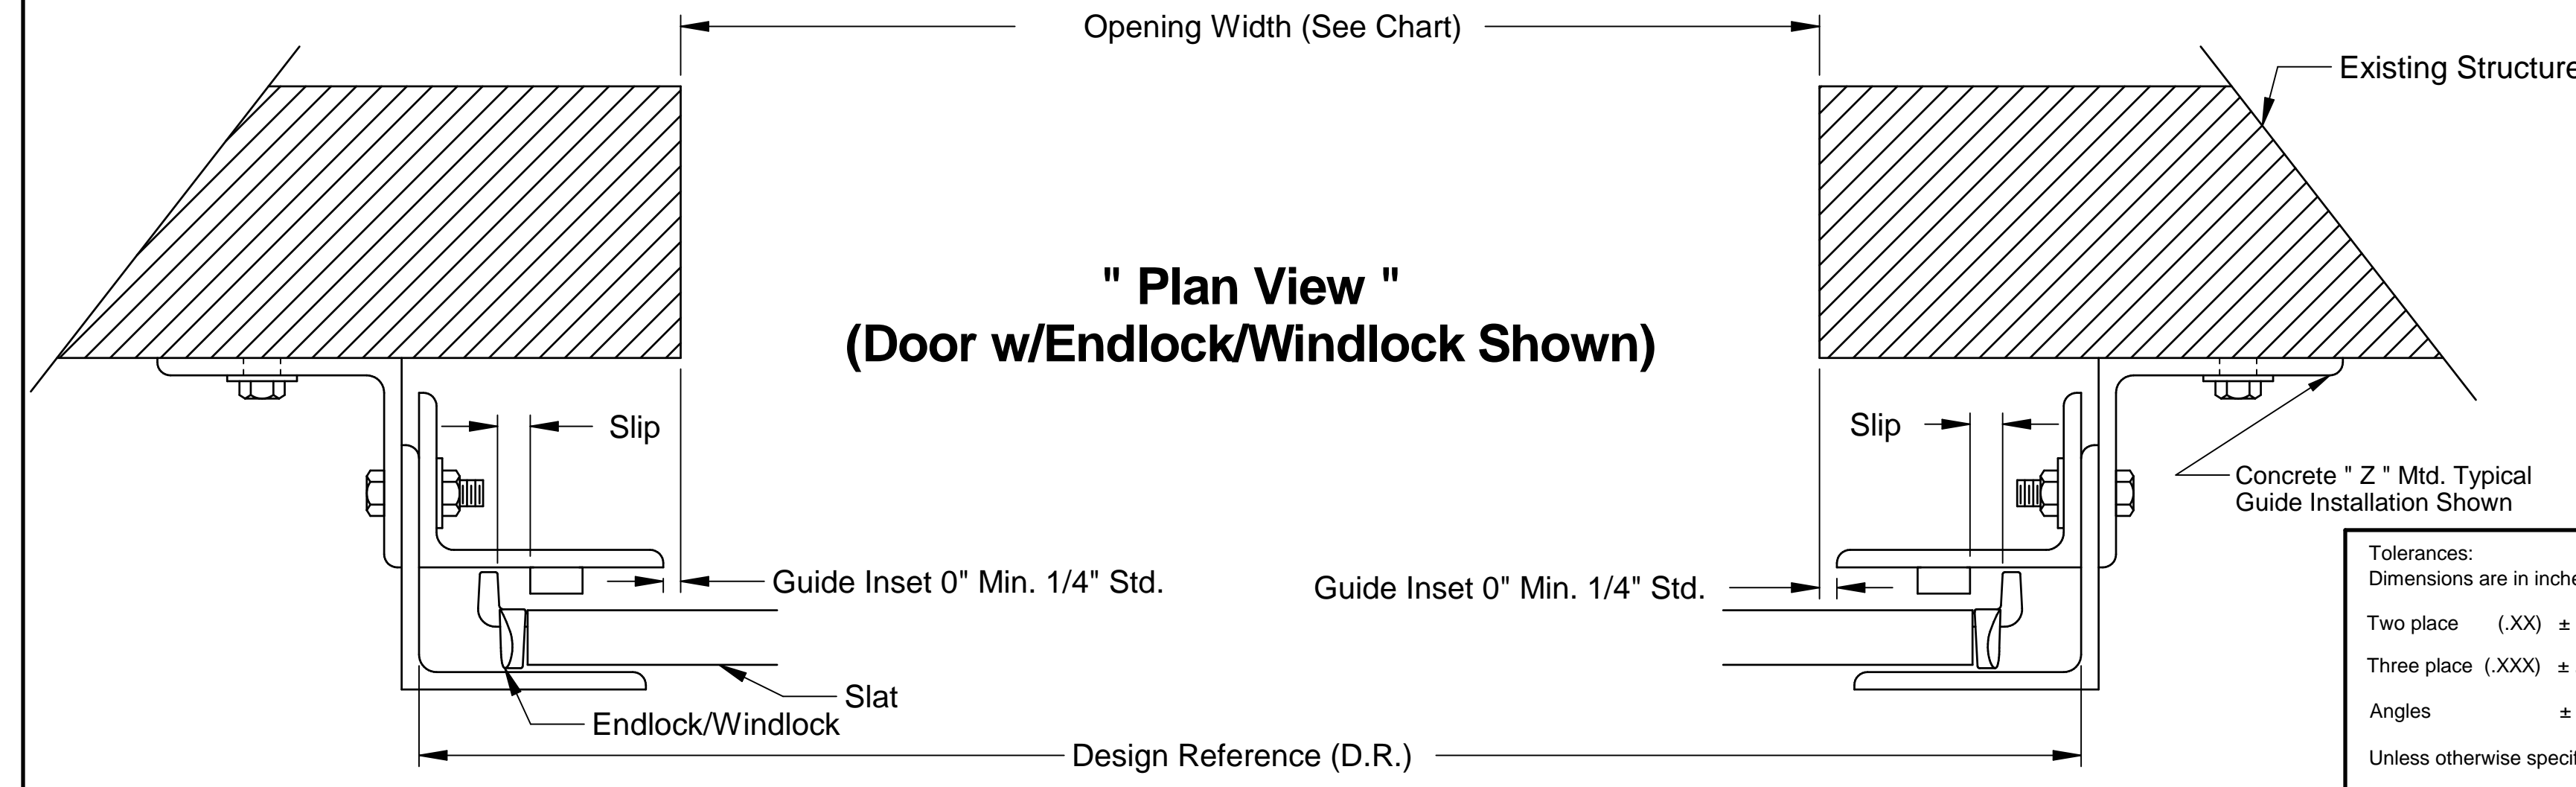 Opening Width (See Chart)
Existing Structure
" Plan View "
(Door w/Endlock/Windlock Shown)
Slip
Slip
Concrete " Z " Mtd. Typical
Guide Installation Shown
Guide Inset 0" Min. 1/4" Std.
Guide Inset 0" Min. 1/4" Std.
Slat
Endlock/Windlock
Design Reference (D.R.)
Tolerances:
Dimensions are in inche
Two place (.XX) ±
Three place (.XXX) ±
Angles ±
Unless otherwise specif